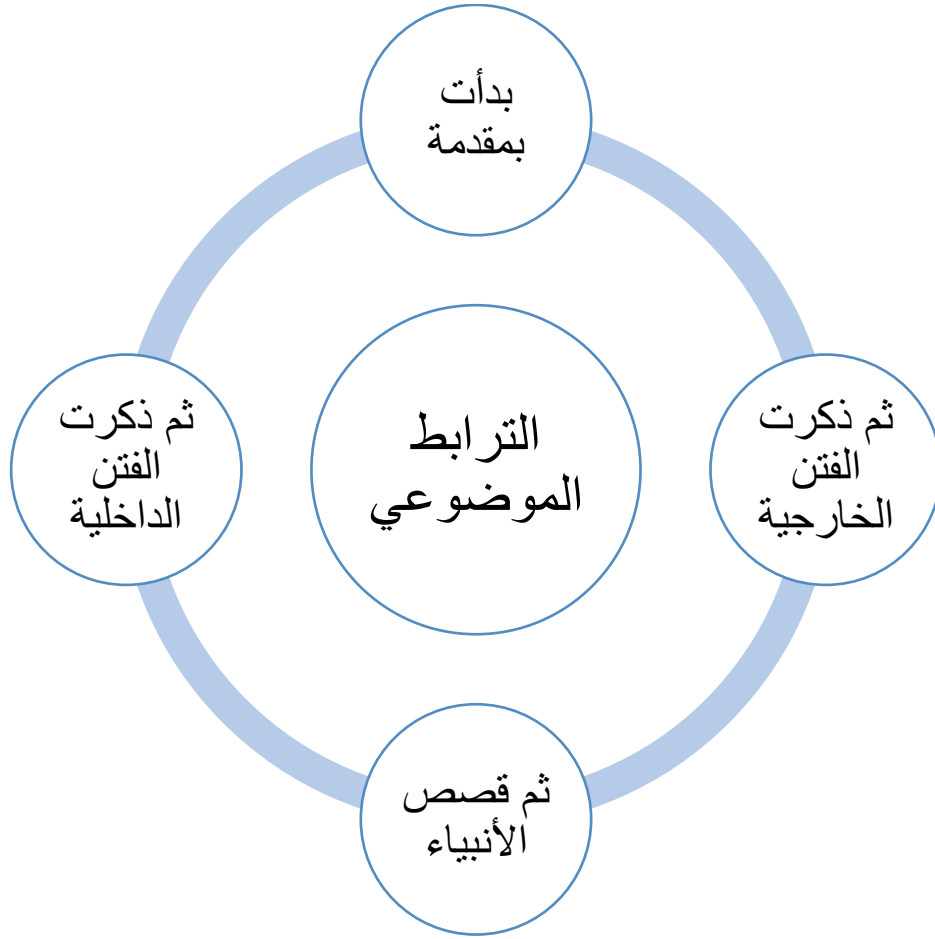 بدأت
بمقدمة
ثم ذكرت
الفتن
الخارجية
ثم قصص
الأنبياء
ثم ذكرت
الفتن
الداخلية
الترابط
الموضوعي